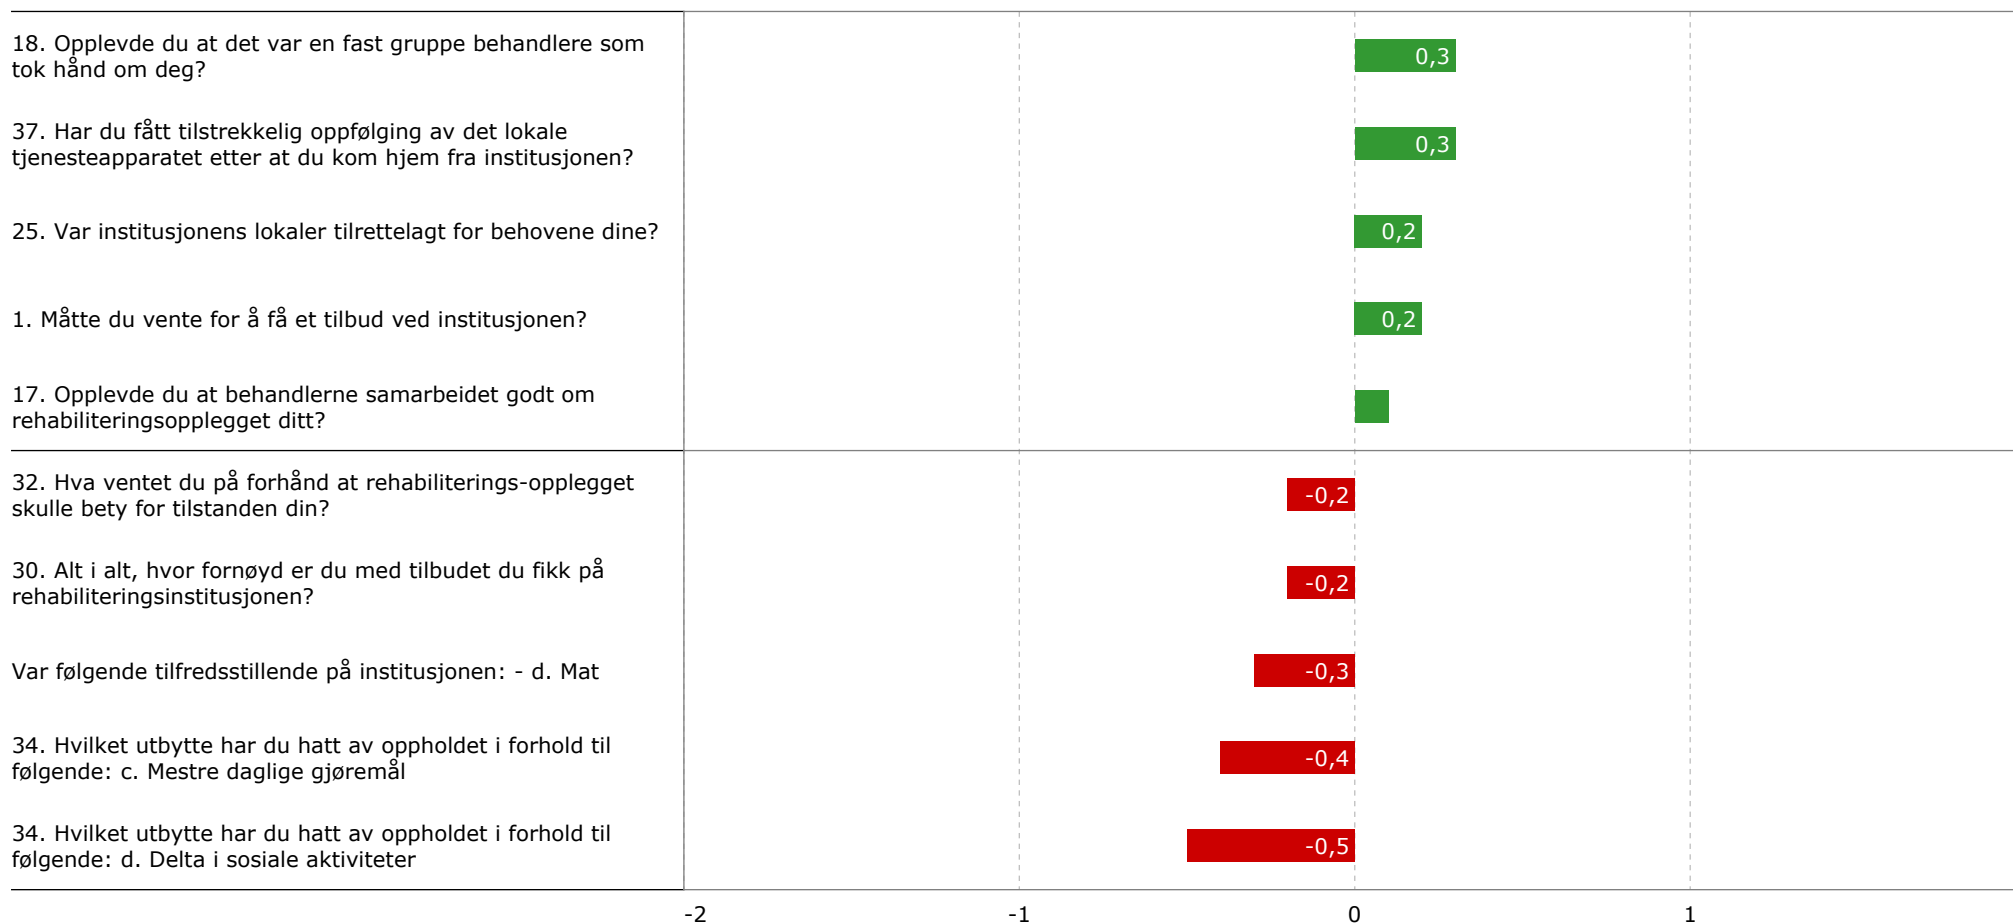 18. Opplevde du at det var en fast gruppe behandlere som
tok hånd om deg?
0,3
37. Har du fått tilstrekkelig oppfølging av det lokale
tjenesteapparatet etter at du kom hjem fra institusjonen?
0,3
25. Var institusjonens lokaler tilrettelagt for behovene dine?
0,2
1. Måtte du vente for å få et tilbud ved institusjonen?
0,2
17. Opplevde du at behandlerne samarbeidet godt om
rehabiliteringsopplegget ditt?
32. Hva ventet du på forhånd at rehabiliterings-opplegget
skulle bety for tilstanden din?
-0,2
30. Alt i alt, hvor fornøyd er du med tilbudet du fikk på
rehabiliteringsinstitusjonen?
-0,2
Var følgende tilfredsstillende på institusjonen: - d. Mat
-0,3
34. Hvilket utbytte har du hatt av oppholdet i forhold til
følgende: c. Mestre daglige gjøremål
-0,4
34. Hvilket utbytte har du hatt av oppholdet i forhold til
følgende: d. Delta i sosiale aktiviteter
-0,5
-2 -1 0 1